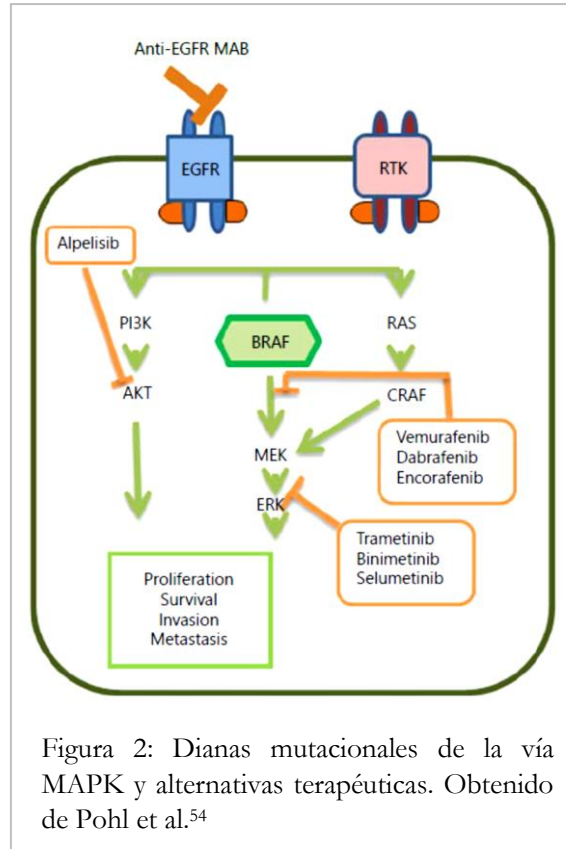 Anti-EGFR MAB
EGFR
RTK
Alpelisib
PI3K
BRAF
RAS
AKT
CRAF
MEK
Vemurafenib
Dabrafenib
Encorafenib
ERK
Trametinib
Binimetinib
Selumetinib
Proliferation
Survival
Invasion
Metastasis
Figura 2: Dianas mutacionales de la vía
MAPK y alternativas terapéuticas. Obtenido
de Pohl et al.⁵⁴